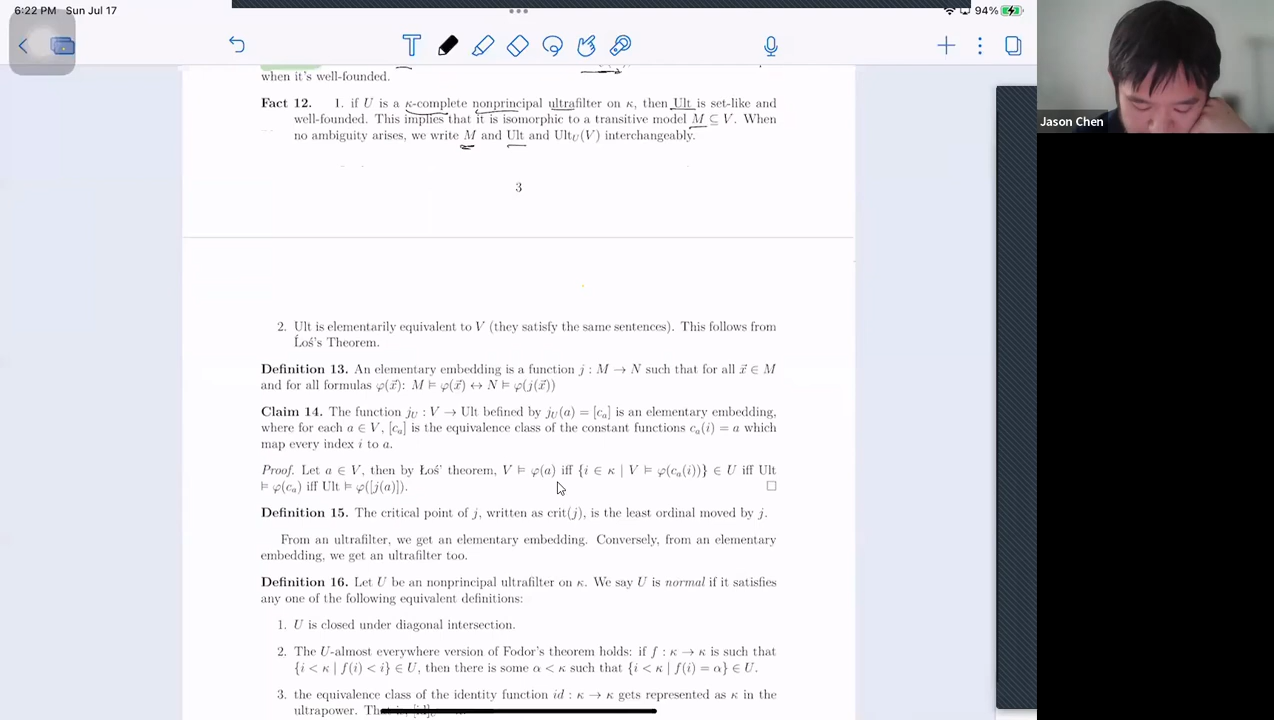 6:22 PM Sun Jul 17
94%
when it's well-founded.
Fact 12. 1. if U is a κ-complete nonprincipal ultrafilter on κ, then Ult is set-like and
well-founded. This implies that it is isomorphic to a transitive model M ⊆ V. When
no ambiguity arises, we write M and Ult and Ult_U(V) interchangeably.
3
2. Ult is elementarily equivalent to V (they satisfy the same sentences). This follows from
Ĺoś's Theorem.
Definition 13. An elementary embedding is a function j : M → N such that for all x⃗ ∈ M
and for all formulas φ(x⃗): M ⊨ φ(x⃗) ↔ N ⊨ φ(j(x⃗))
Claim 14. The function j_U : V → Ult befined by j_U(a) = [c_a] is an elementary embedding,
where for each a ∈ V, [c_a] is the equivalence class of the constant functions c_a(i) = a which
map every index i to a.
Proof. Let a ∈ V, then by Łoś' theorem, V ⊨ φ(a) iff {i ∈ κ | V ⊨ φ(c_a(i))} ∈ U iff Ult
⊨ φ(c_a) iff Ult ⊨ φ([j(a)]). □
Definition 15. The critical point of j, written as crit(j), is the least ordinal moved by j.
From an ultrafilter, we get an elementary embedding. Conversely, from an elementary
embedding, we get an ultrafilter too.
Definition 16. Let U be an nonprincipal ultrafilter on κ. We say U is normal if it satisfies
any one of the following equivalent definitions:
1. U is closed under diagonal intersection.
2. The U-almost everywhere version of Fodor's theorem holds: if f : κ → κ is such that
{i < κ | f(i) < i} ∈ U, then there is some α < κ such that {i < κ | f(i) = α} ∈ U.
3. the equivalence class of the identity function id : κ → κ gets represented as κ in the
ultrapower.
Jason Chen